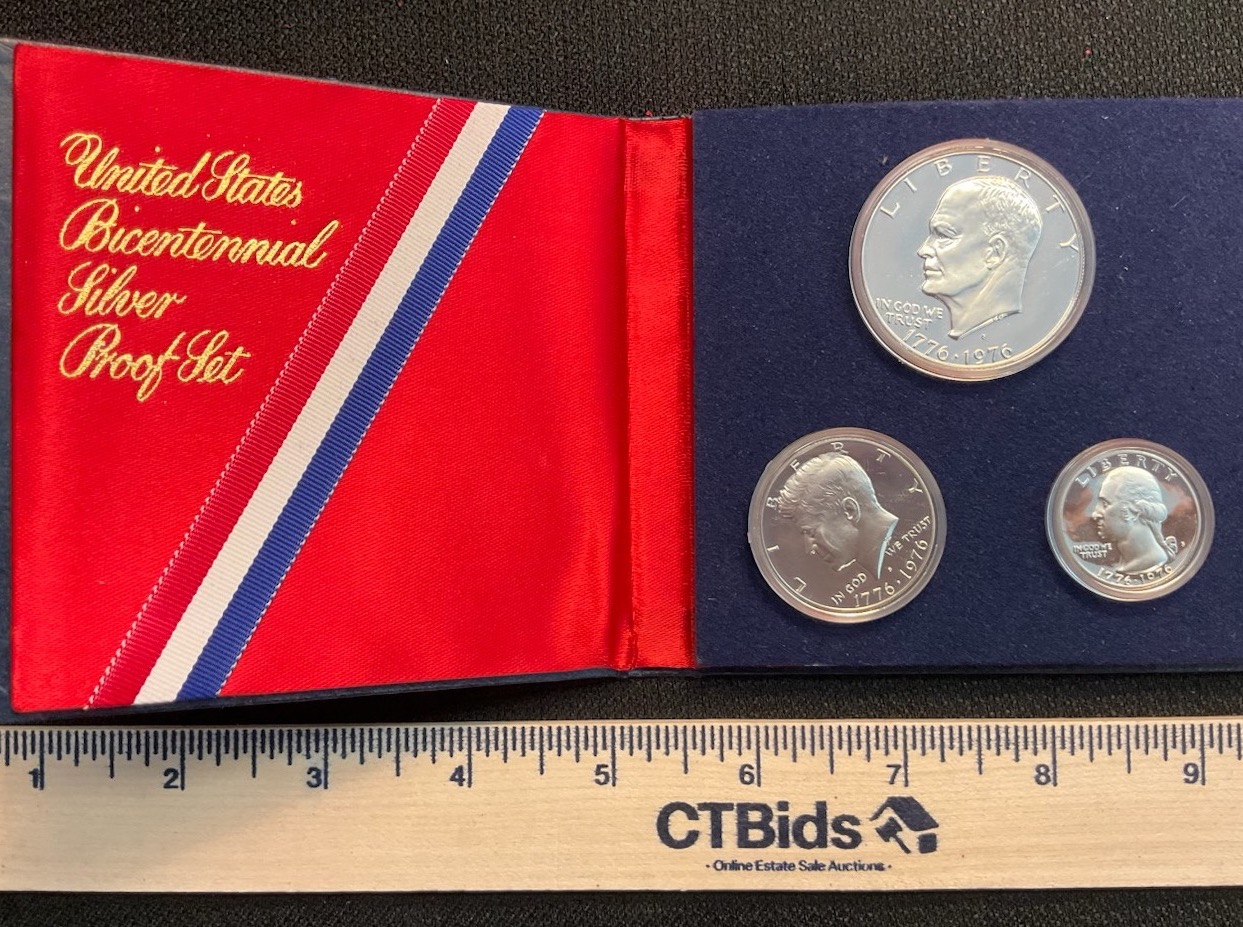 United States
Bicentennial
Silver
Proof Set
LIBERTY
IN GOD WE
TRUST
1776·1976
LIBERTY
IN GOD WE TRUST
1776·1976
LIBERTY
IN GOD WE
TRUST
1776·1976
1 2 3 4 5 6 7 8 9
CTBids
· Online Estate Sale Auctions ·